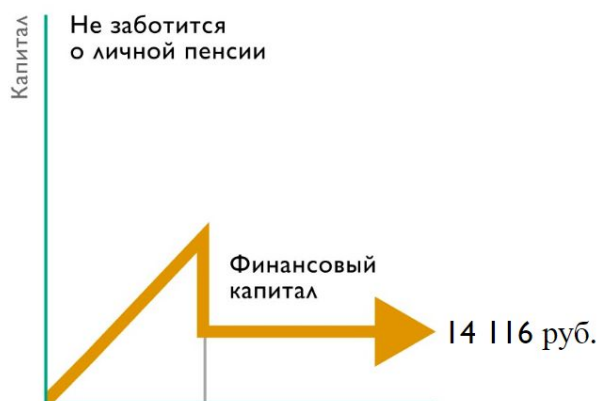 Капитал
Не заботится
о личной пенсии
Финансовый
капитал
14 116 руб.